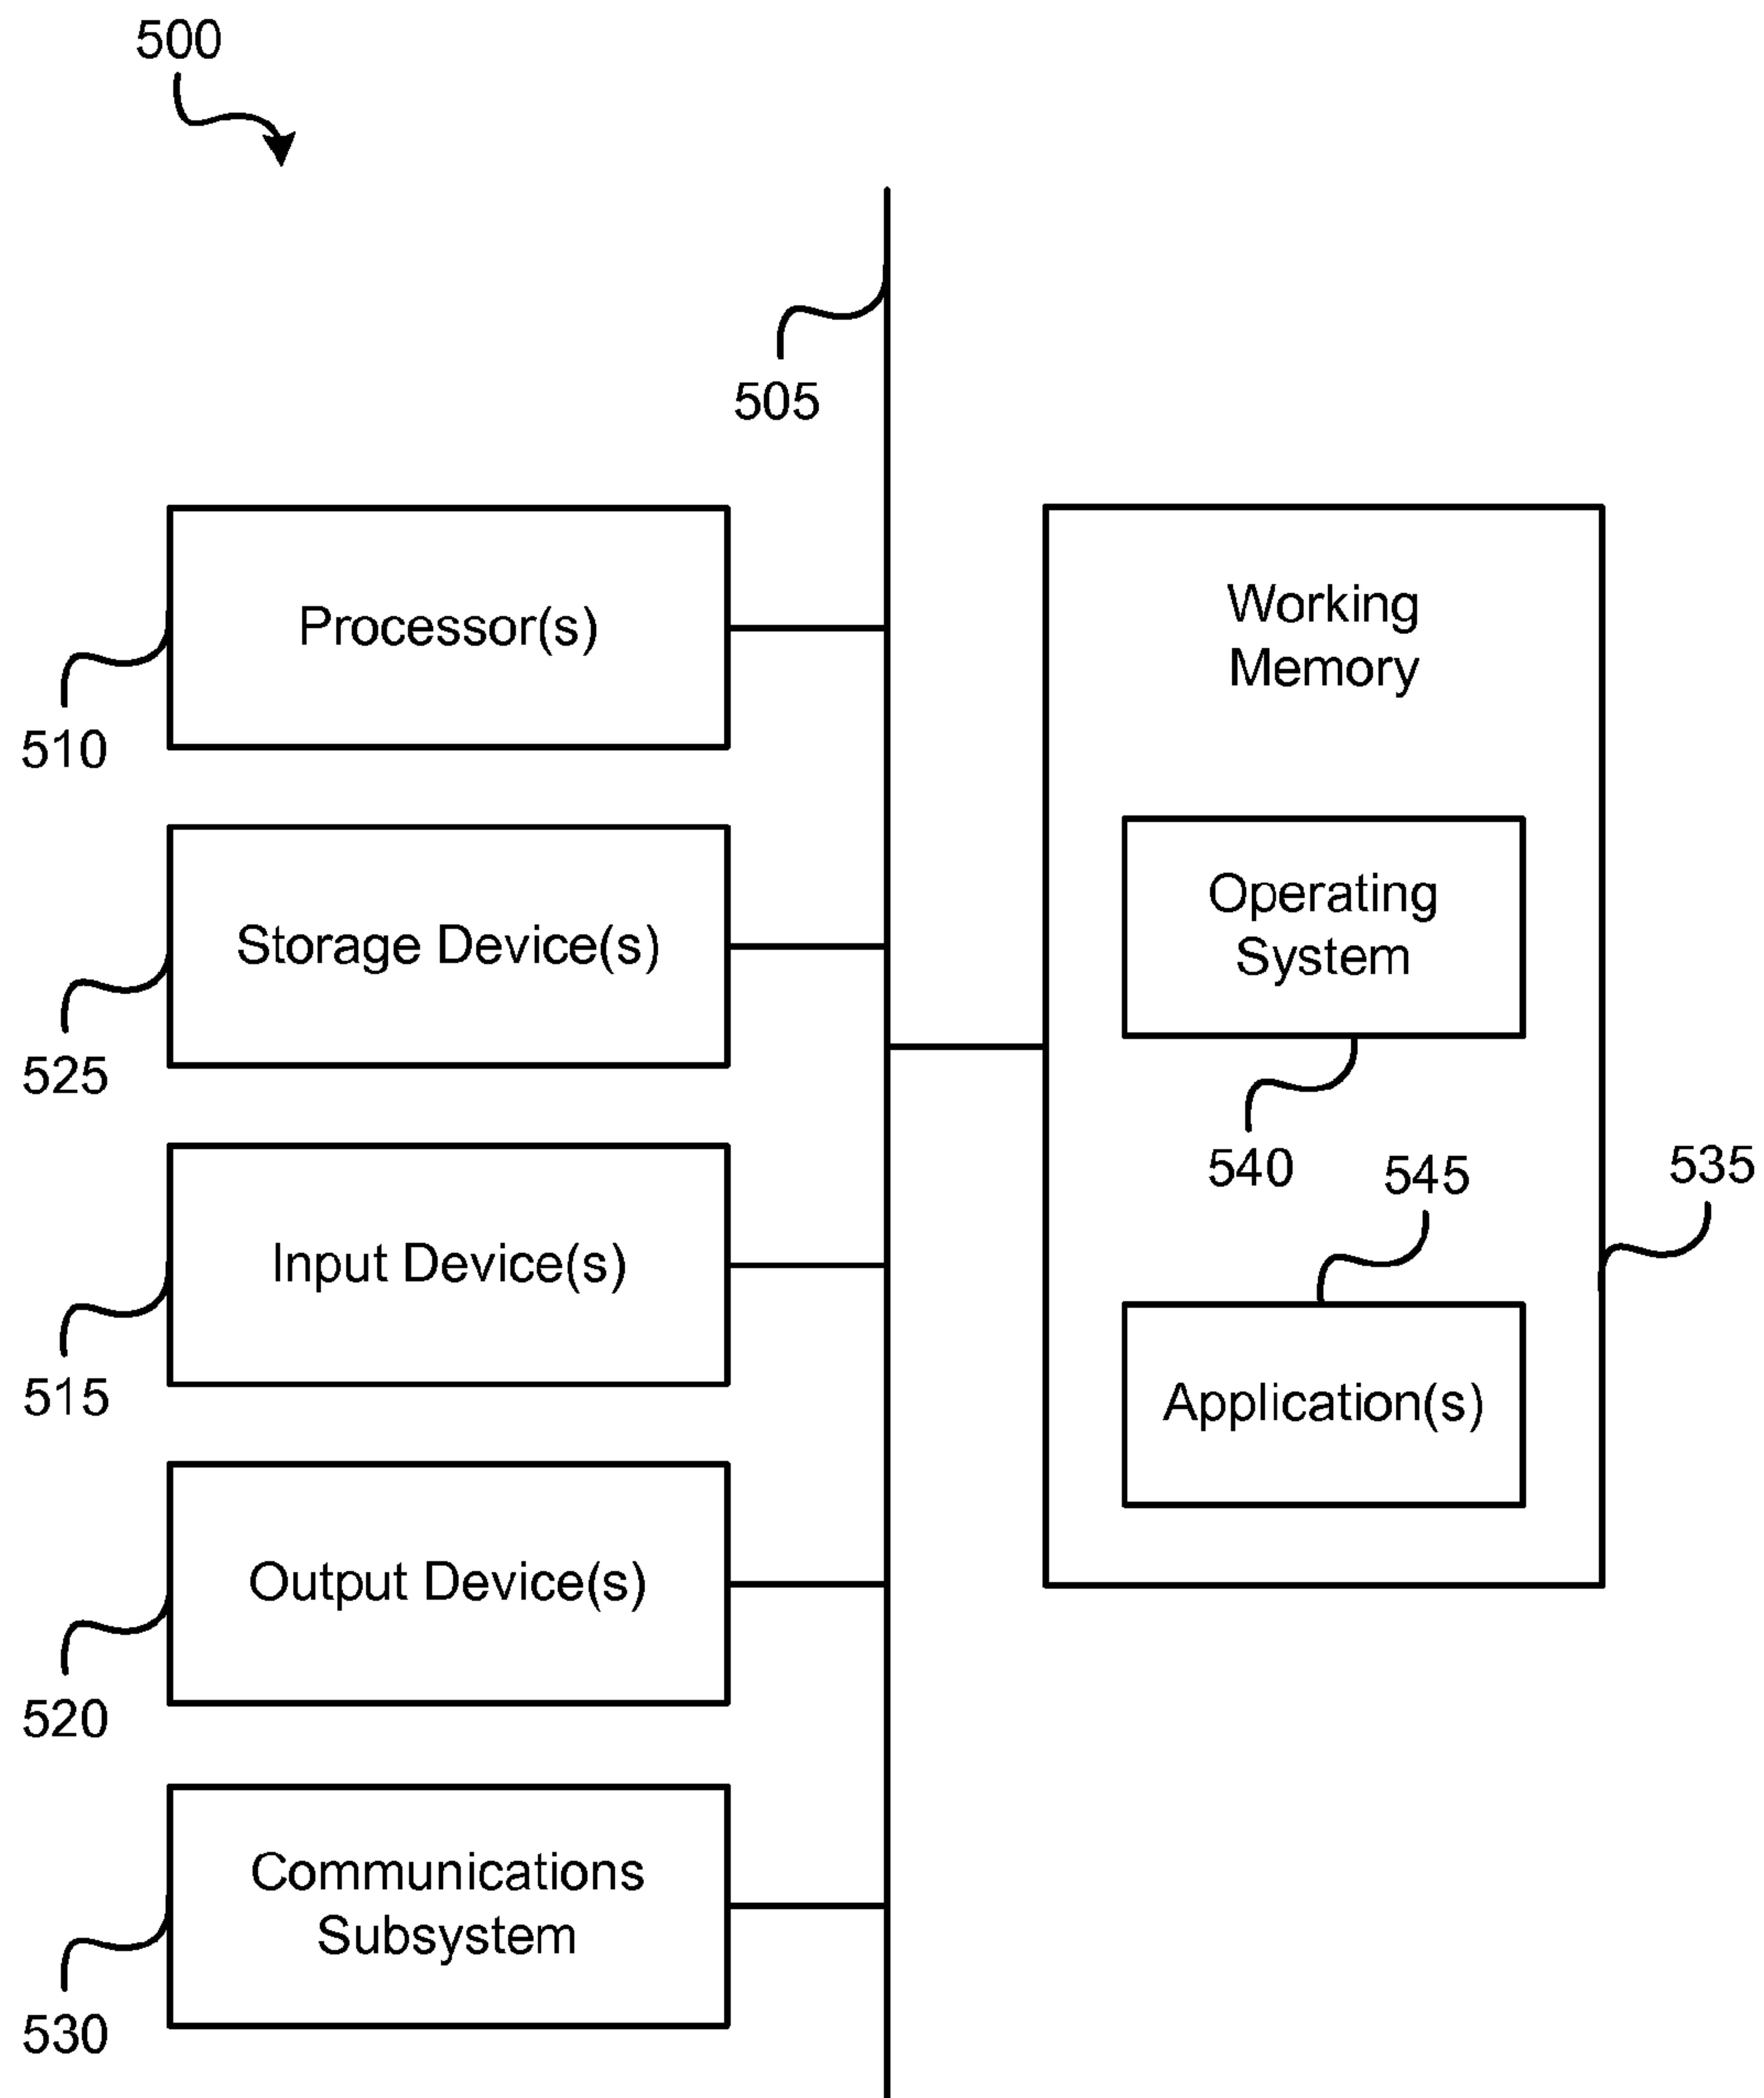 500
505
Processor(s)
510
Storage Device(s)
525
Input Device(s)
515
Output Device(s)
520
Communications
Subsystem
530
Working
Memory
Operating
System
540
545
535
Application(s)